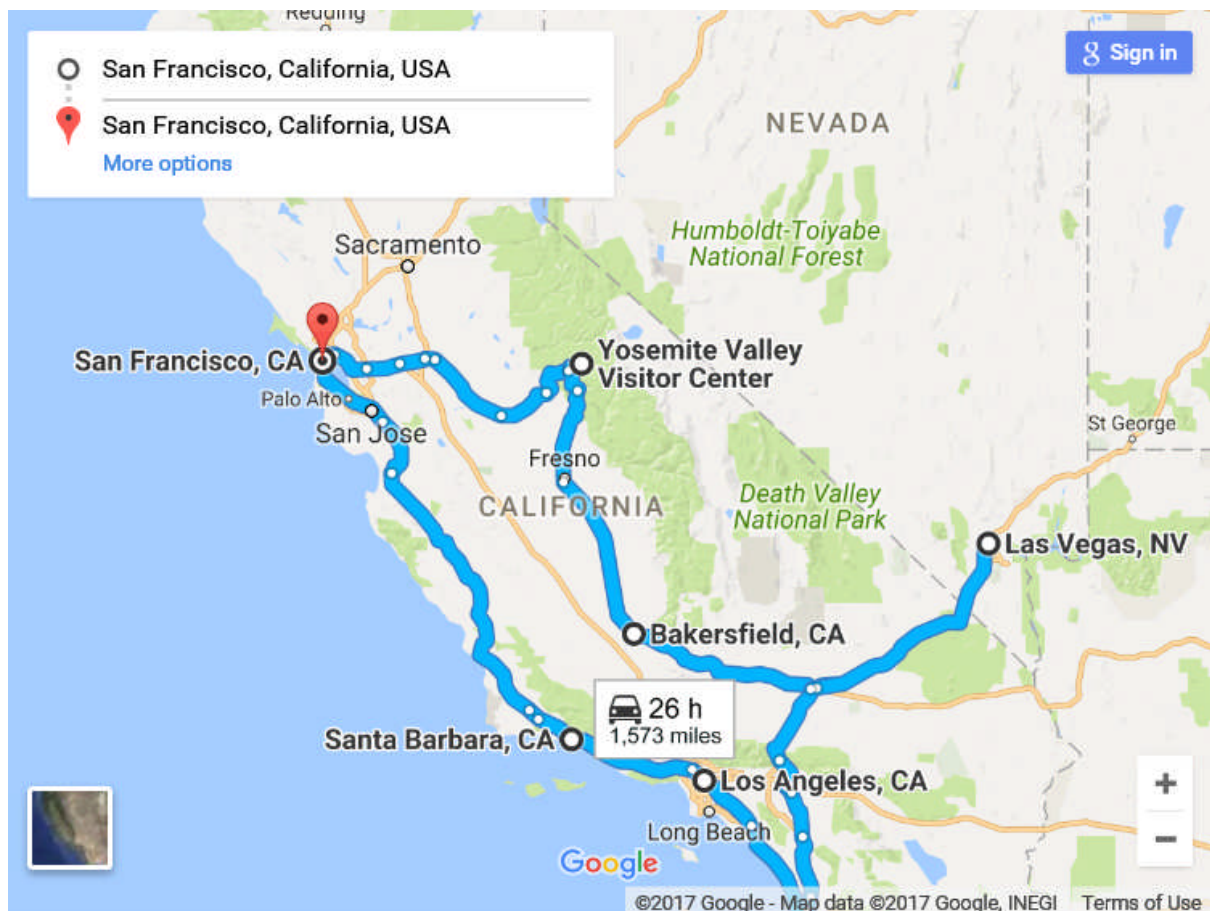 Redding
San Francisco, California, USA
San Francisco, California, USA
More options
Sign in
NEVADA
Humboldt-Toiyabe
National Forest
Sacramento
San Francisco, CA
Yosemite Valley
Visitor Center
Palo Alto
San Jose
St George
Fresno
CALIFORNIA
Death Valley
National Park
Las Vegas, NV
Bakersfield, CA
26 h
1,573 miles
Santa Barbara, CA
Los Angeles, CA
Long Beach
Google
©2017 Google - Map data ©2017 Google, INEGI
Terms of Use